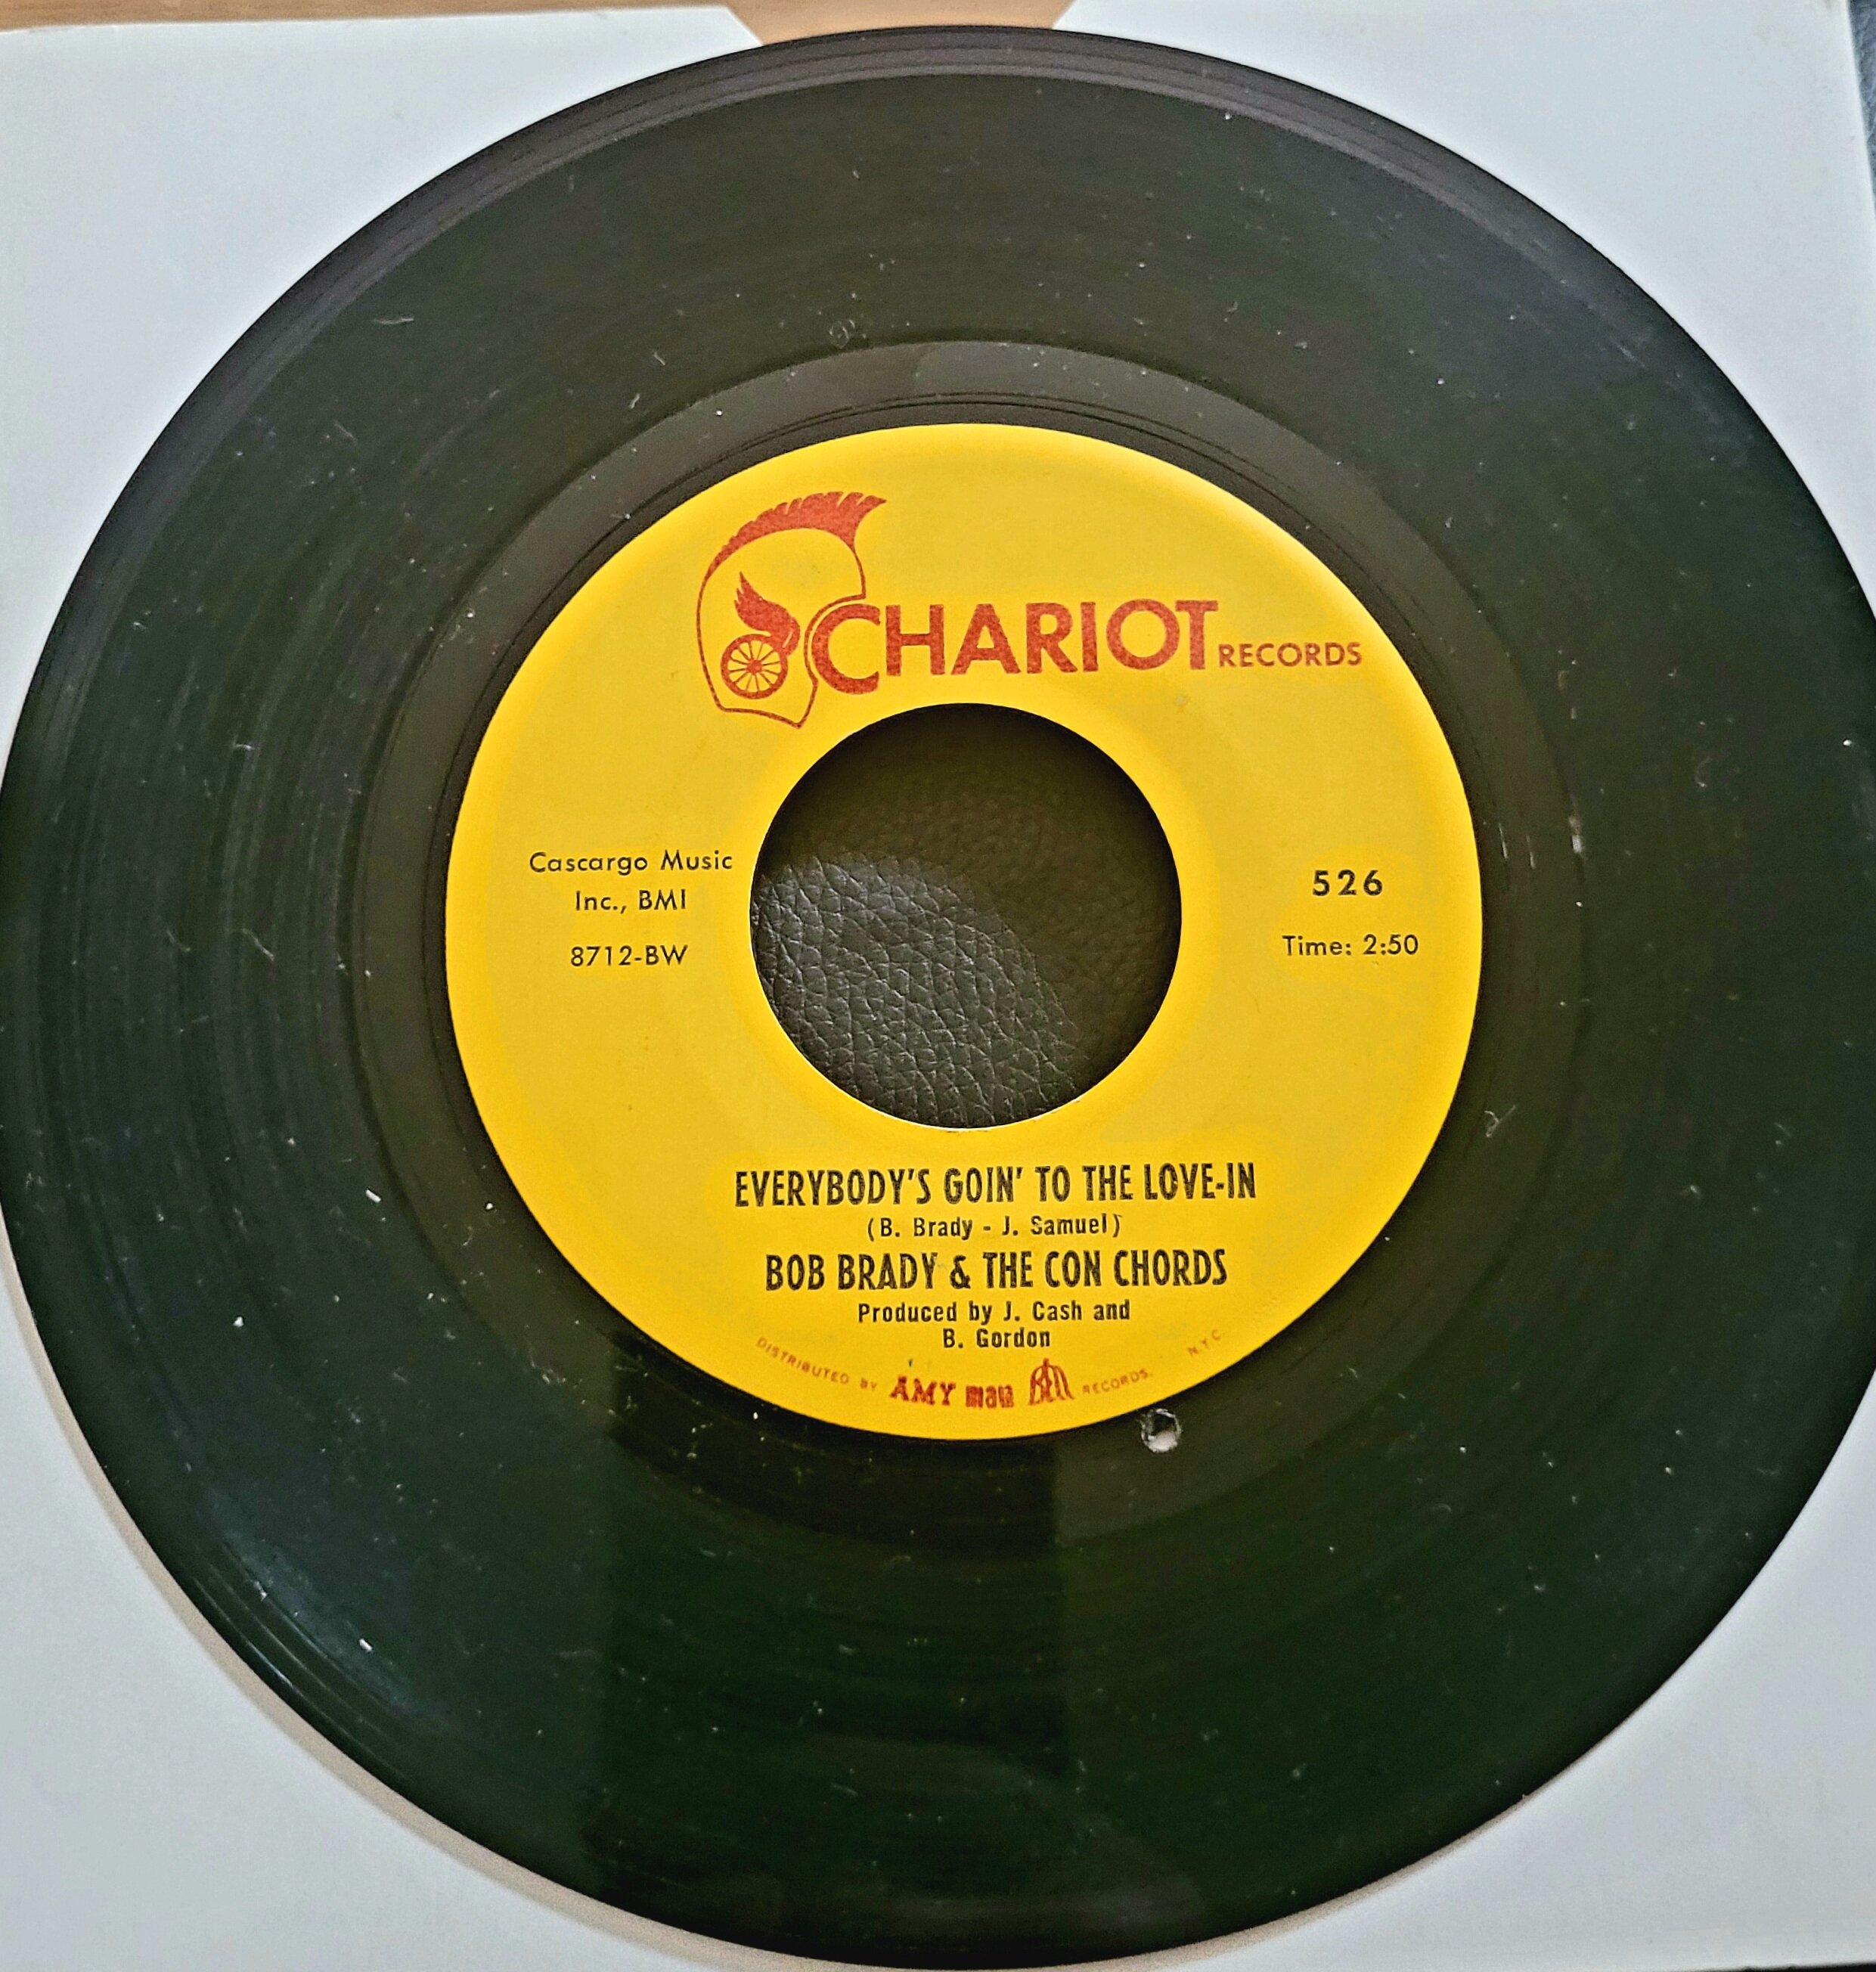 CHARIOT RECORDS
Cascargo Music
Inc., BMI
8712-BW
526
Time: 2:50
EVERYBODY'S GOIN' TO THE LOVE-IN
(B. Brady - J. Samuel)
BOB BRADY & THE CON CHORDS
Produced by J. Cash and
B. Gordon
DISTRIBUTED BY AMY mala Bell RECORDS. N.Y.C